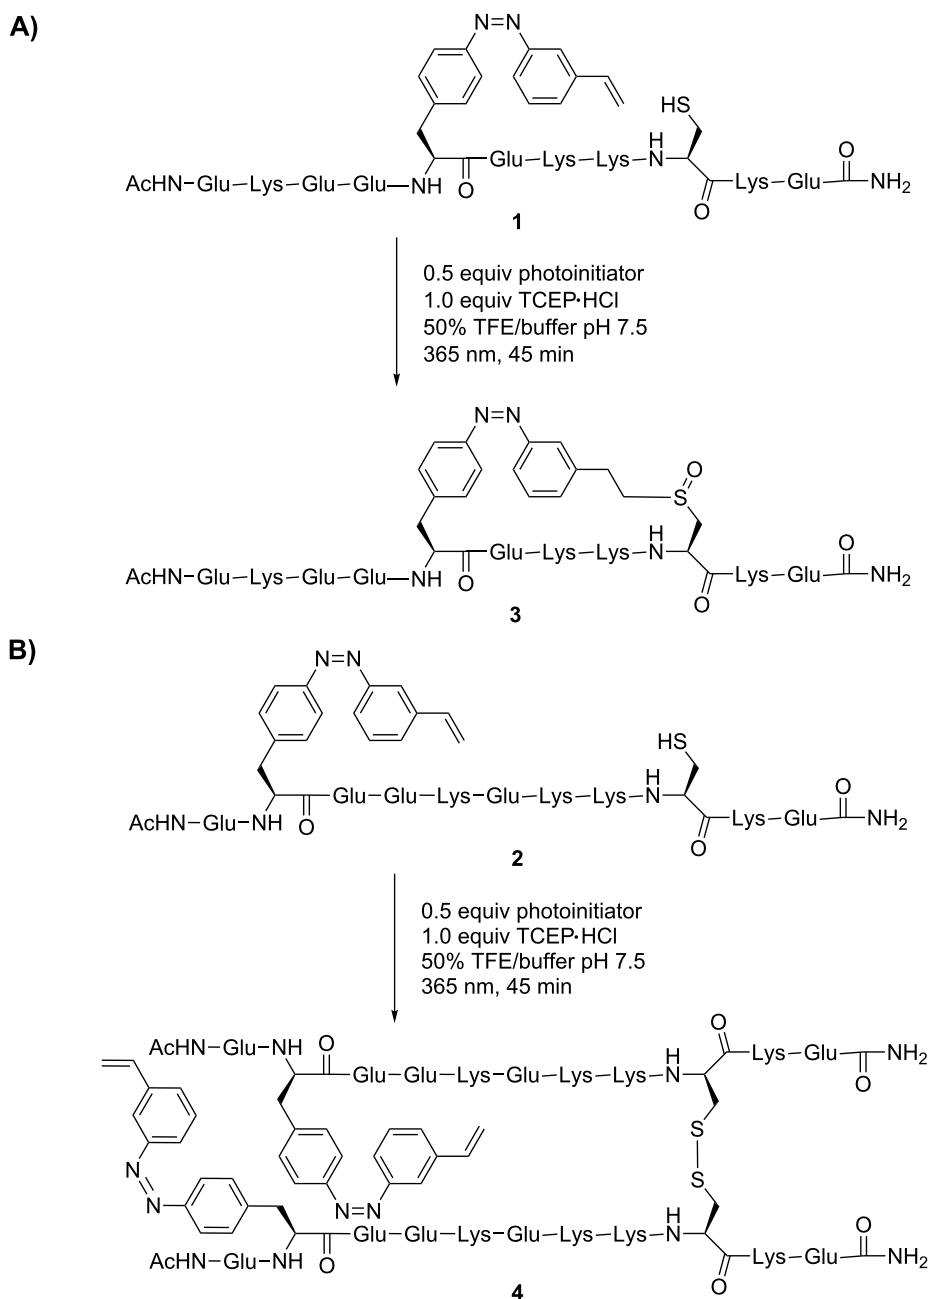 A)
N=N
HS
AcHN-Glu-Lys-Glu-Glu-NH O Glu-Lys-Lys-N H O Lys-Glu O NH2
1
0.5 equiv photoinitiator
1.0 equiv TCEP·HCl
50% TFE/buffer pH 7.5
365 nm, 45 min
N=N
O
S
AcHN-Glu-Lys-Glu-Glu-NH O Glu-Lys-Lys-N H O Lys-Glu O NH2
3
B)
N=N
HS
AcHN-Glu-NH O Glu-Glu-Lys-Glu-Lys-Lys-N H O Lys-Glu O NH2
2
0.5 equiv photoinitiator
1.0 equiv TCEP·HCl
50% TFE/buffer pH 7.5
365 nm, 45 min
AcHN-Glu-NH O Glu-Glu-Lys-Glu-Lys-Lys-N H O Lys-Glu O NH2
S
N
N
N=N
S
AcHN-Glu-NH O Glu-Glu-Lys-Glu-Lys-Lys-N H O Lys-Glu O NH2
4